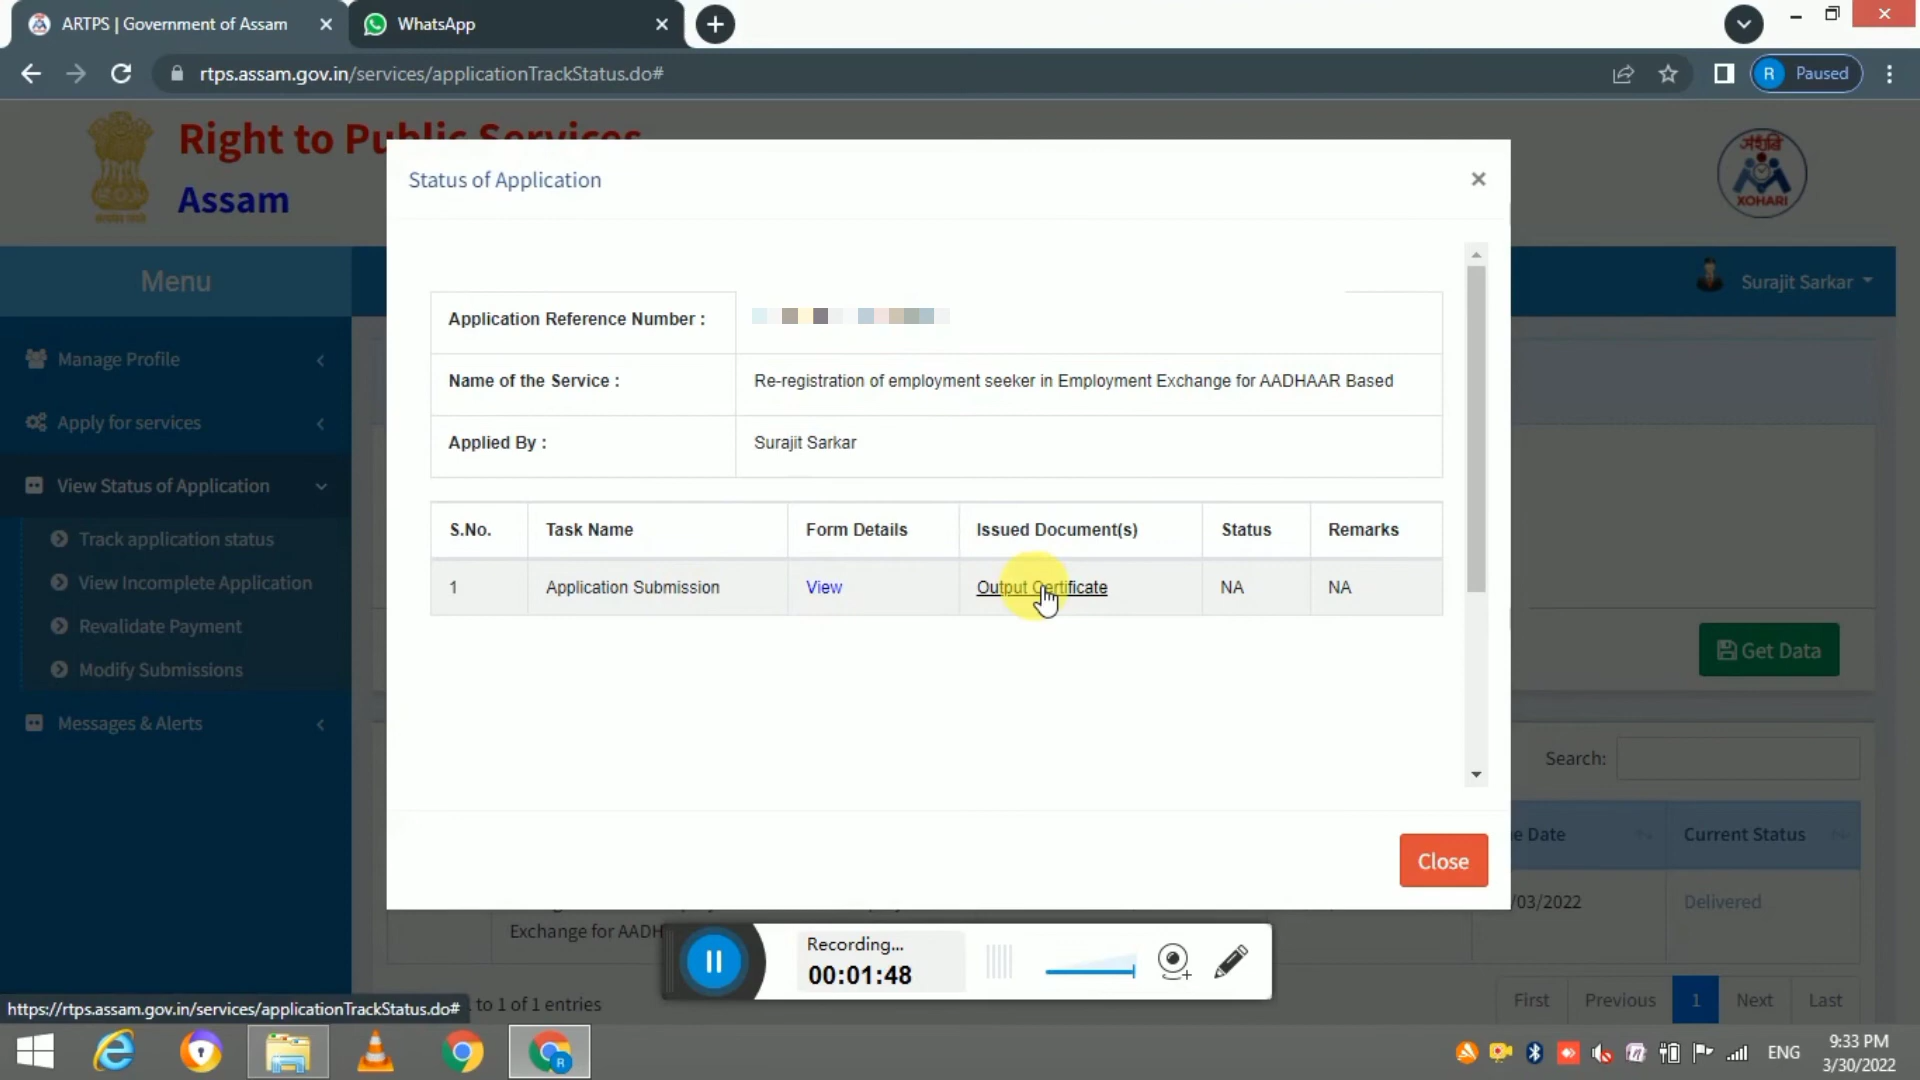 ARTPS | Government of Assam
WhatsApp
rtps.assam.gov.in/services/applicationTrackStatus.do#
R Paused
Right to Public Services
Assam
সংহতি
XOHARI
Menu
Surajit Sarkar
Manage Profile
Apply for services
View Status of Application
Track application status
View Incomplete Application
Revalidate Payment
Modify Submissions
Messages & Alerts
Status of Application
Application Reference Number :
Name of the Service : Re-registration of employment seeker in Employment Exchange for AADHAAR Based
Applied By : Surajit Sarkar
S.No. Task Name Form Details Issued Document(s) Status Remarks
1 Application Submission View Output Certificate NA NA
Close
Get Data
Search:
Date Current Status
/03/2022 Delivered
Exchange for
to 1 of 1 entries
First Previous 1 Next Last
Recording...
00:01:48
https://rtps.assam.gov.in/services/applicationTrackStatus.do#
R
ENG
9:33 PM
3/30/2022